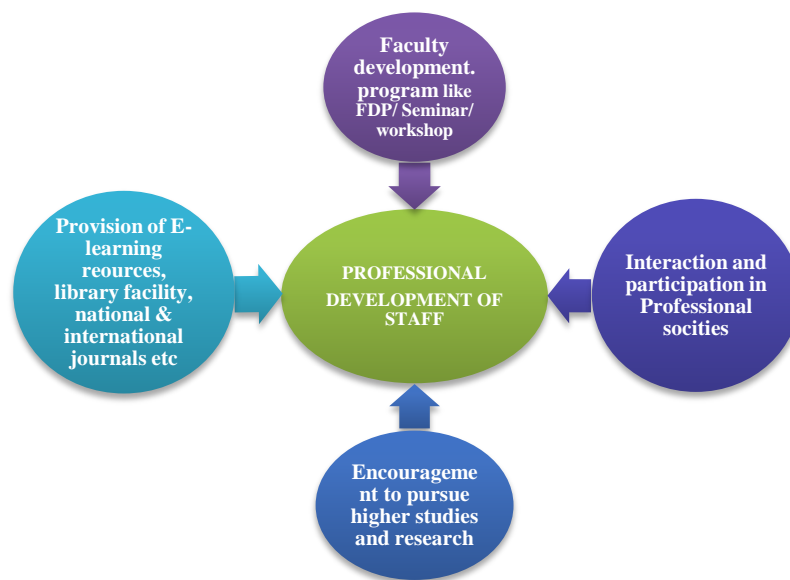 Faculty
development.
program like
FDP/ Seminar/
workshop
Provision of E-
learning
reources,
library facility,
national &
international
journals etc
PROFESSIONAL
DEVELOPMENT OF
STAFF
Interaction and
participation in
Professional
socities
Encourageme
nt to pursue
higher studies
and research